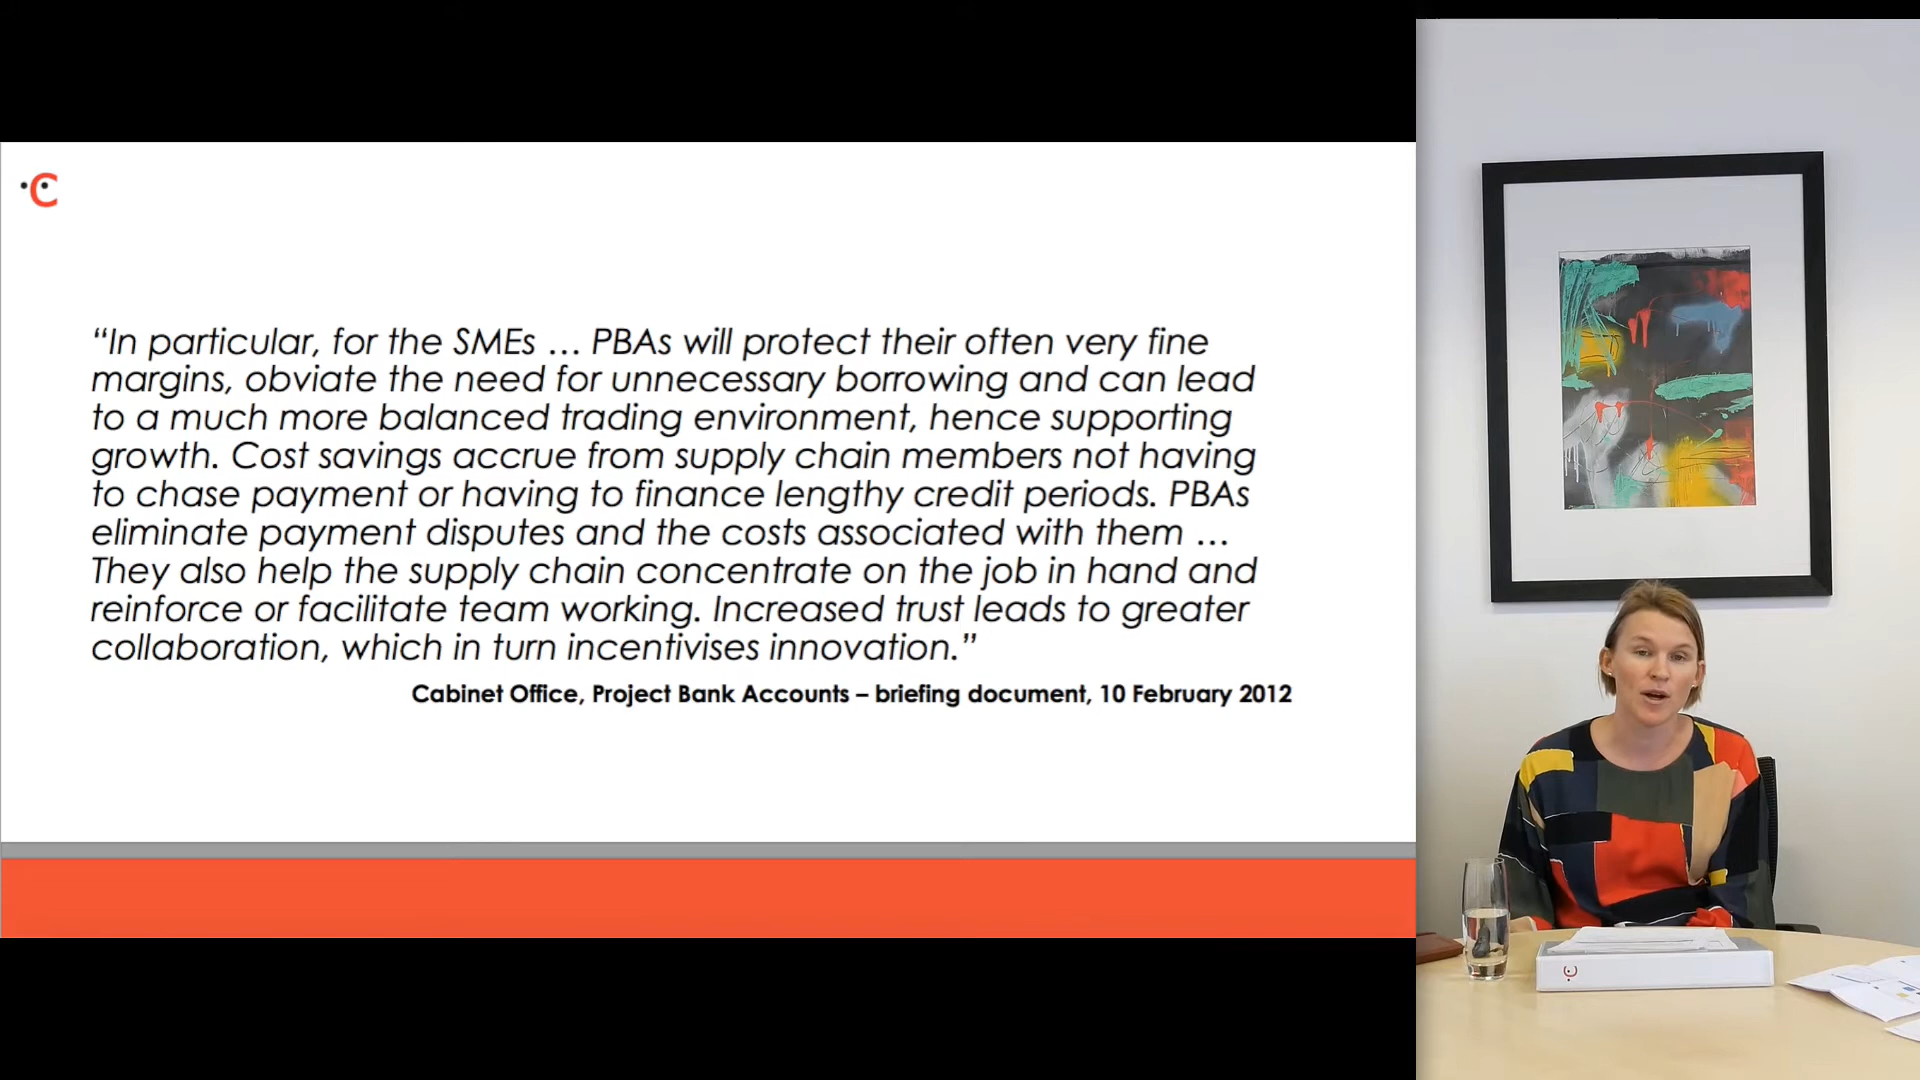 “In particular, for the SMEs … PBAs will protect their often very fine
margins, obviate the need for unnecessary borrowing and can lead
to a much more balanced trading environment, hence supporting
growth. Cost savings accrue from supply chain members not having
to chase payment or having to finance lengthy credit periods. PBAs
eliminate payment disputes and the costs associated with them …
They also help the supply chain concentrate on the job in hand and
reinforce or facilitate team working. Increased trust leads to greater
collaboration, which in turn incentivises innovation.”
Cabinet Office, Project Bank Accounts – briefing document, 10 February 2012